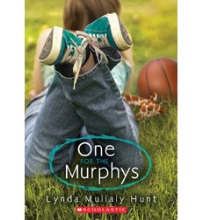 One
FOR THE
Murphys
Lynda Mullaly Hunt
SCHOLASTIC